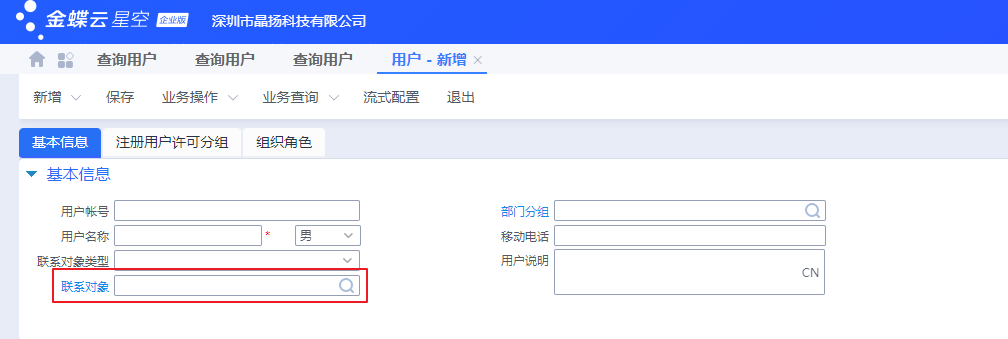 金蝶云 星空 企业版 深圳市晶扬科技有限公司
查询用户 查询用户 查询用户 用户 - 新增
新增 保存 业务操作 业务查询 流式配置 退出
基本信息 注册用户许可分组 组织角色
基本信息
用户帐号 部门分组
用户名称 * 男 移动电话
联系对象类型 用户说明
CN
联系对象